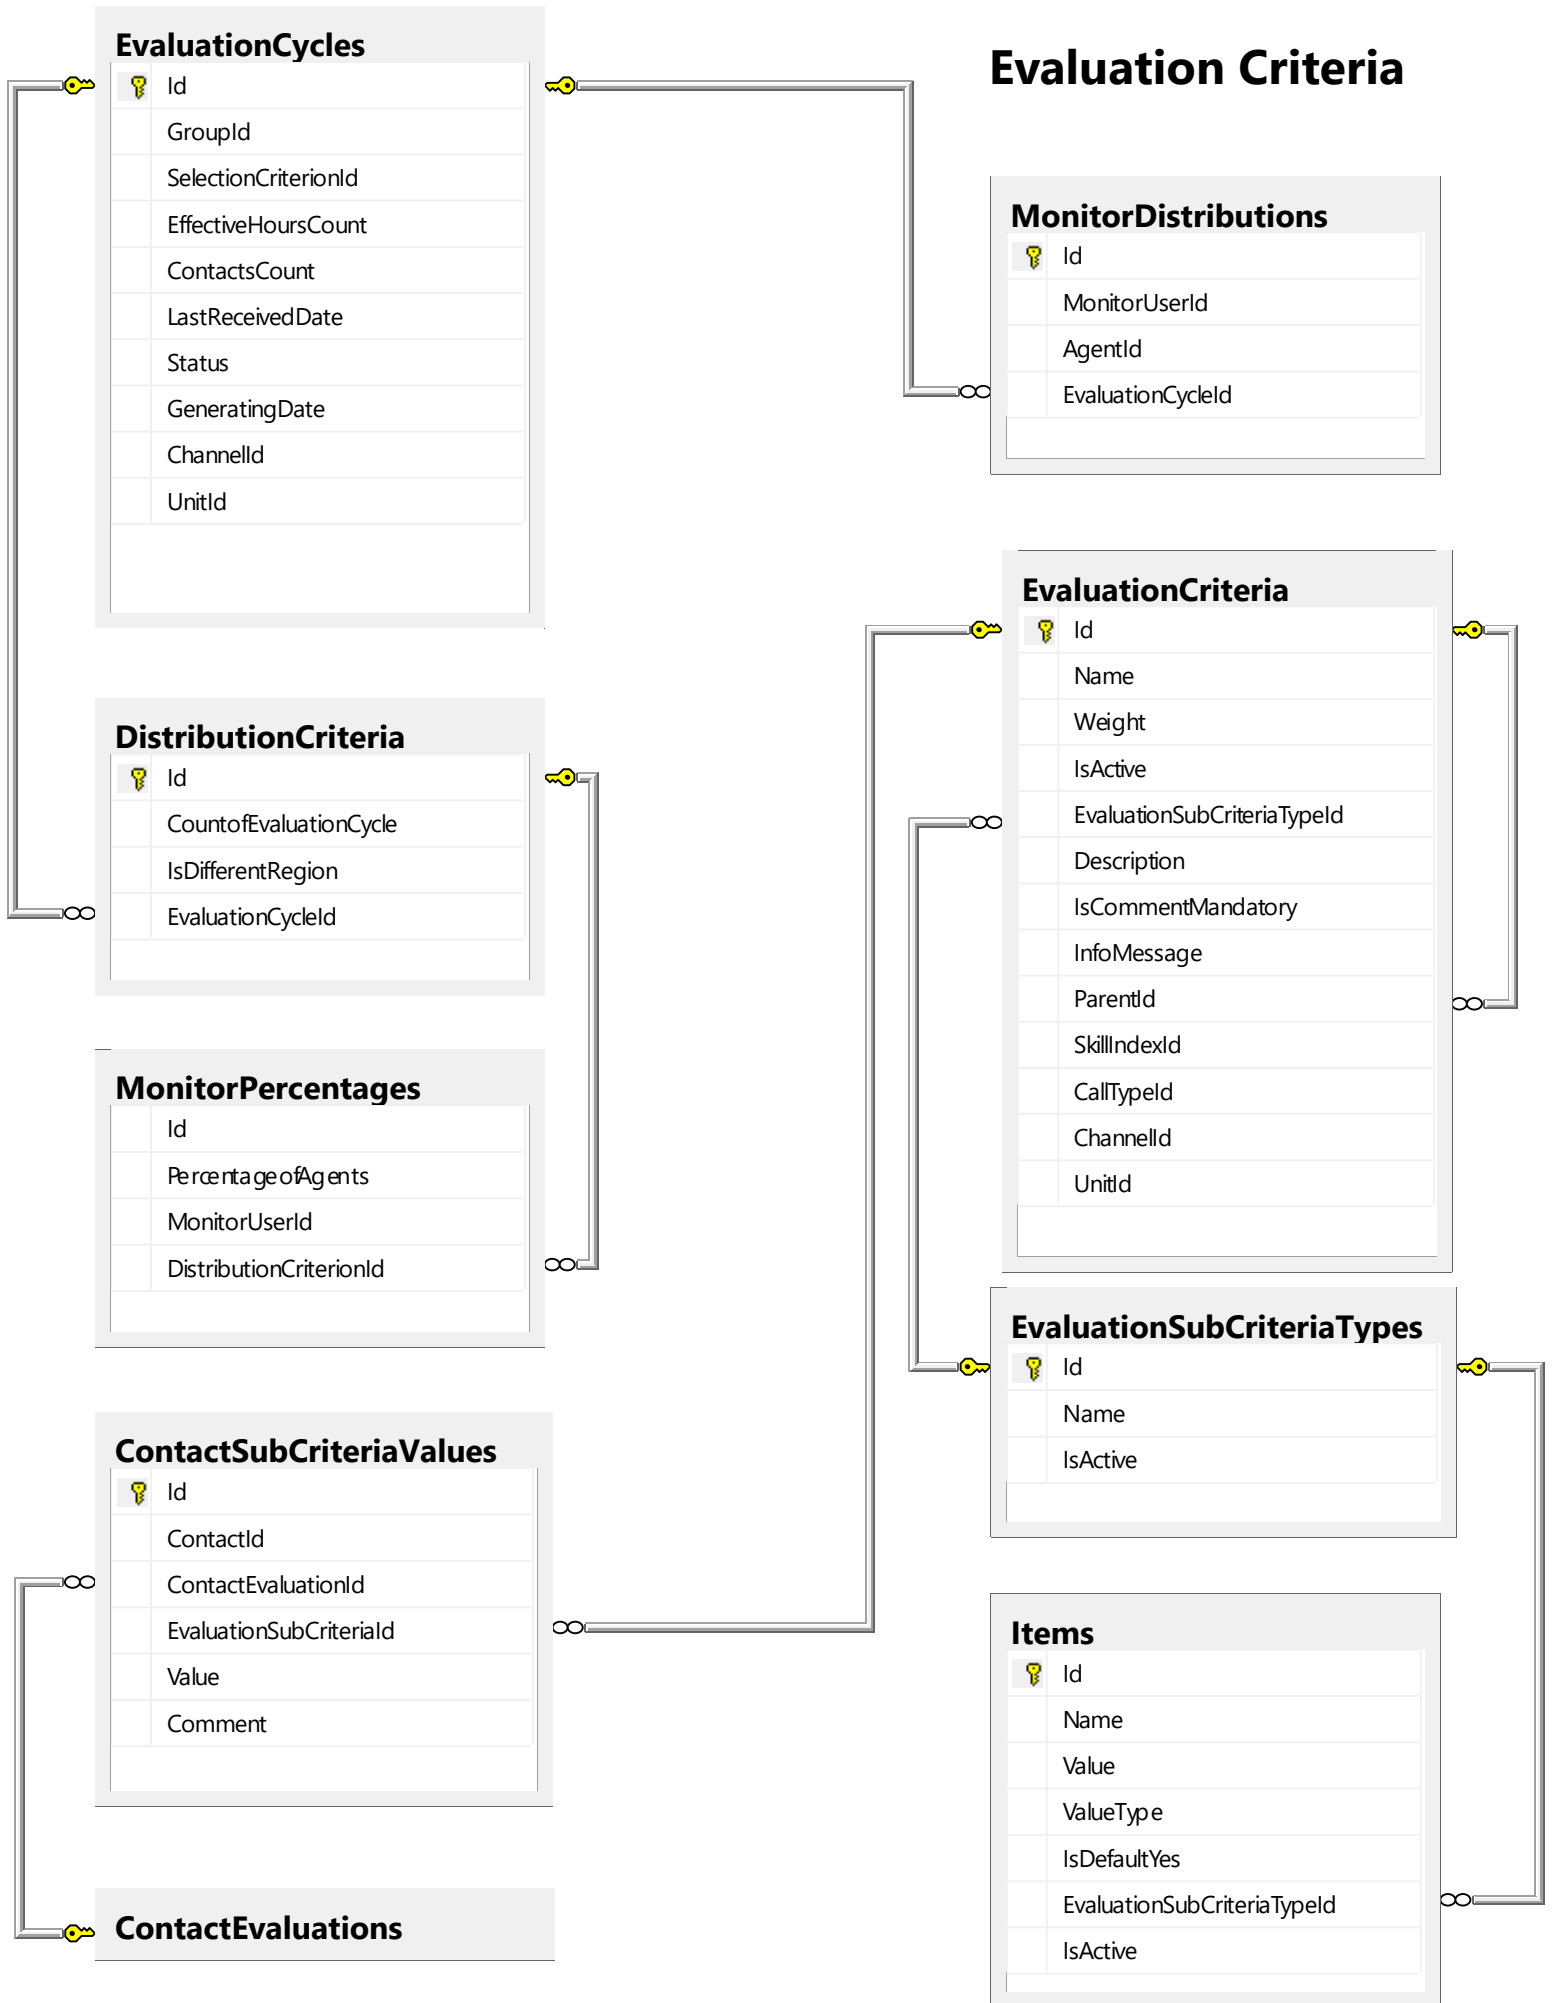 Evaluation Criteria
EvaluationCycles
Id
GroupId
SelectionCriterionId
EffectiveHoursCount
ContactsCount
LastReceivedDate
Status
GeneratingDate
ChannelId
UnitId
DistributionCriteria
Id
CountofEvaluationCycle
IsDifferentRegion
EvaluationCycleId
MonitorPercentages
Id
PercentageofAgents
MonitorUserId
DistributionCriterionId
ContactSubCriteriaValues
Id
ContactId
ContactEvaluationId
EvaluationSubCriteriaId
Value
Comment
ContactEvaluations
MonitorDistributions
Id
MonitorUserId
AgentId
EvaluationCycleId
EvaluationCriteria
Id
Name
Weight
IsActive
EvaluationSubCriteriaTypeId
Description
IsCommentMandatory
InfoMessage
ParentId
SkillIndexId
CallTypeId
ChannelId
UnitId
EvaluationSubCriteriaTypes
Id
Name
IsActive
Items
Id
Name
Value
ValueType
IsDefaultYes
EvaluationSubCriteriaTypeId
IsActive